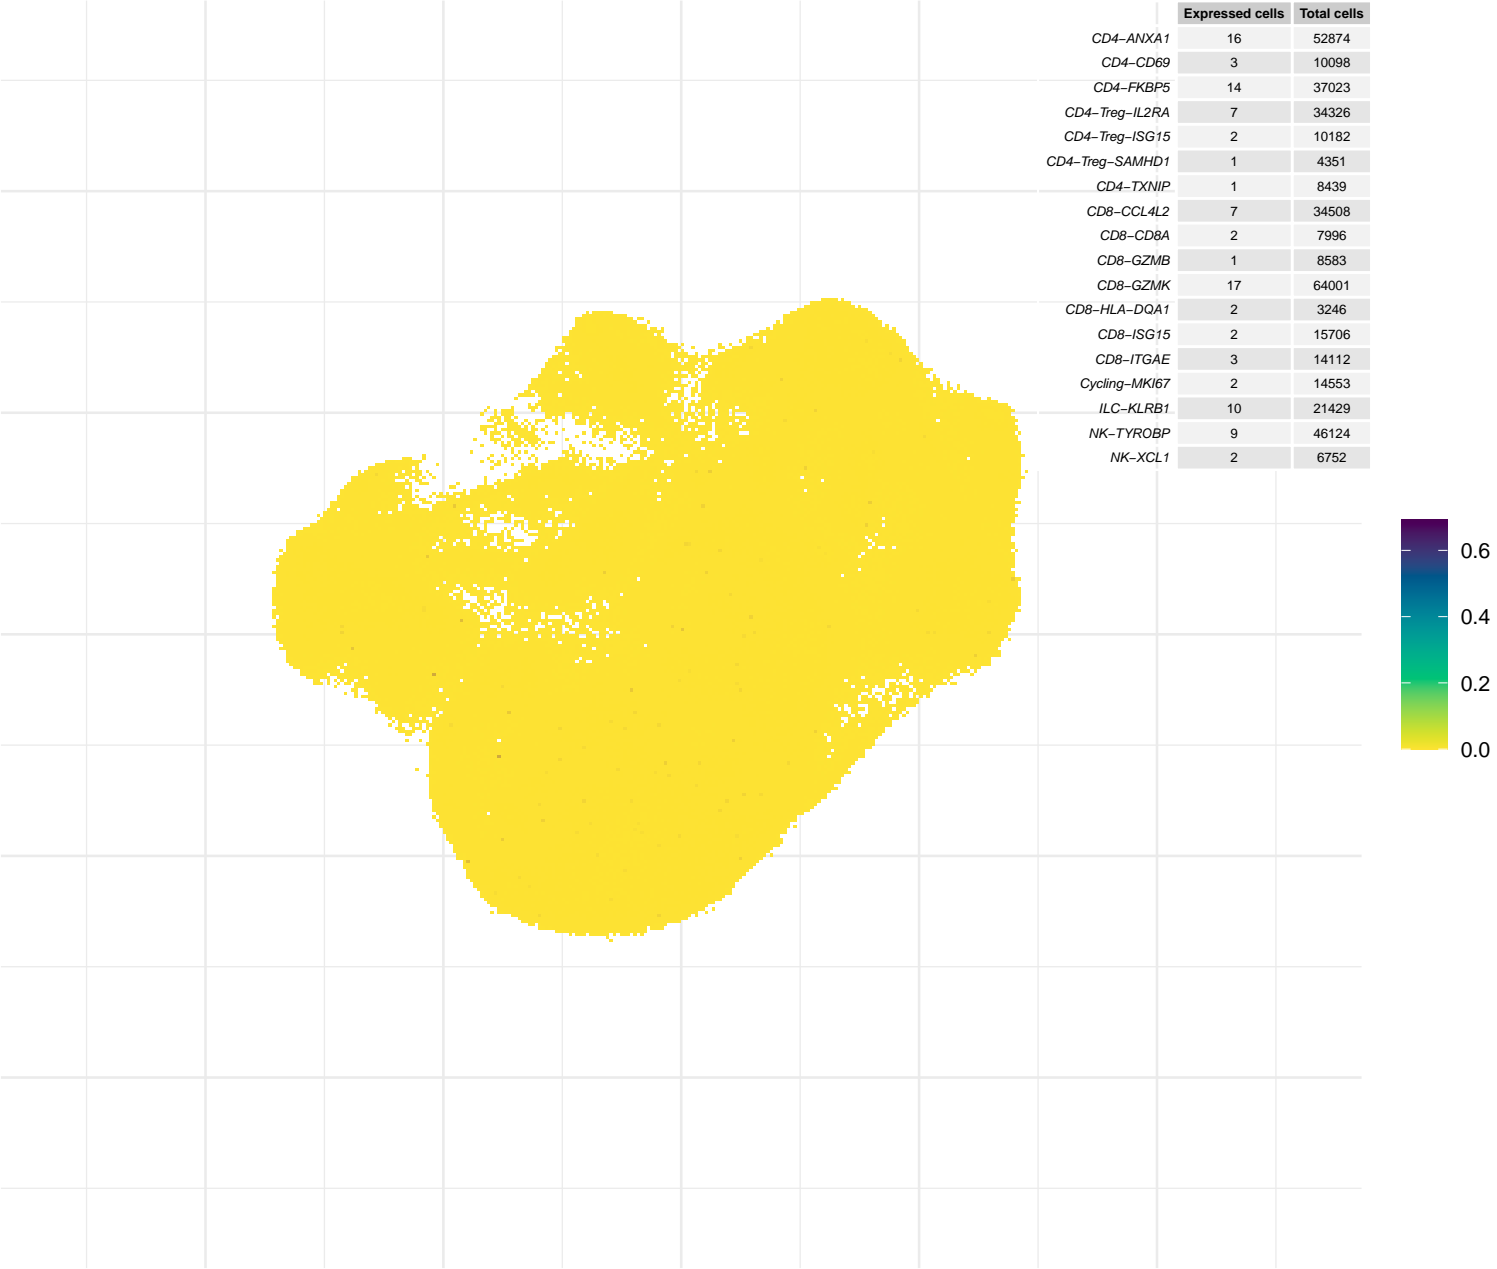 Expressed cells Total cells
CD4−ANXA1 16 52874
CD4−CD69 3 10098
CD4−FKBP5 14 37023
CD4−Treg−IL2RA 7 34326
CD4−Treg−ISG15 2 10182
CD4−Treg−SAMHD1 1 4351
CD4−TXNIP 1 8439
CD8−CCL4L2 7 34508
CD8−CD8A 2 7996
CD8−GZMB 1 8583
CD8−GZMK 17 64001
CD8−HLA−DQA1 2 3246
CD8−ISG15 2 15706
CD8−ITGAE 3 14112
Cycling−MKI67 2 14553
ILC−KLRB1 10 21429
NK−TYROBP 9 46124
NK−XCL1 2 6752
0.6
0.4
0.2
0.0